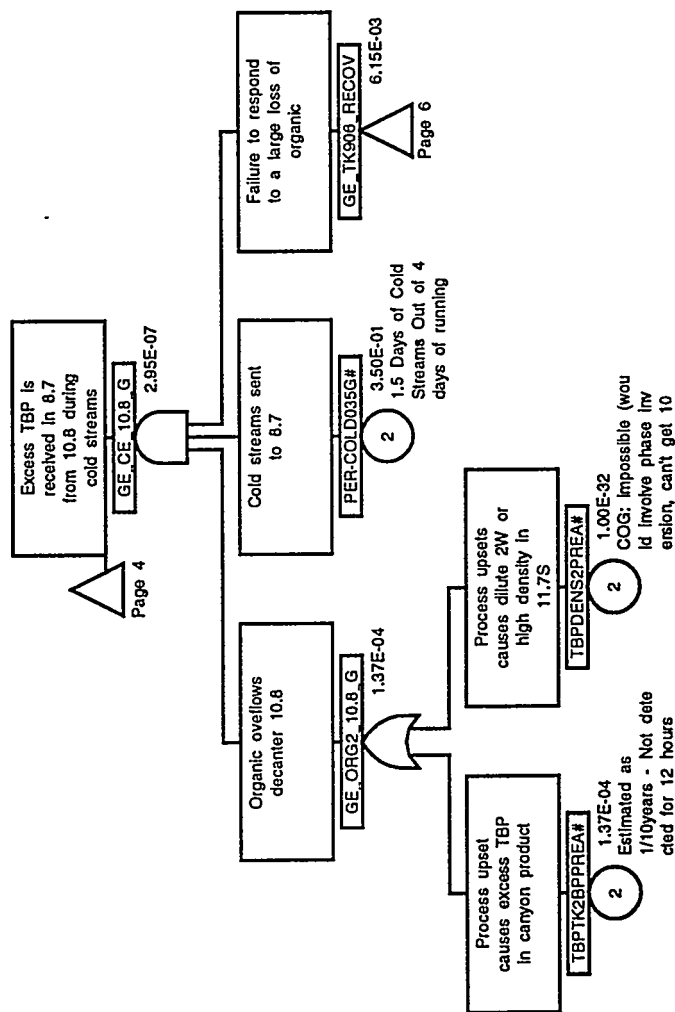 Excess TBP is
received in 8.7
from 10.8 during
cold streams
GE_CE_10.8_G
2.95E-07
Page 4
Organic oveflows
decanter 10.8
GE_ORG2_10.8_G
1.37E-04
Cold streams sent
to 8.7
PER-COLD035G#
2
3.50E-01
1.5 Days of Cold
Streams Out of 4
days of running
Failure to respond
to a large loss of
organic
GE_TK908_RECOV
6.15E-03
Page 6
Process upset
causes excess TBP
in canyon product
TBPTK2BPPREA#
2
1.37E-04
Estimated as
1/10years - Not dete
cted for 12 hours
Process upsets
causes dilute 2W or
high density in
11.7S
TBPDENS2PREA#
2
1.00E-32
COG: Impossible (wou
ld involve phase inv
ersion, can't get 10